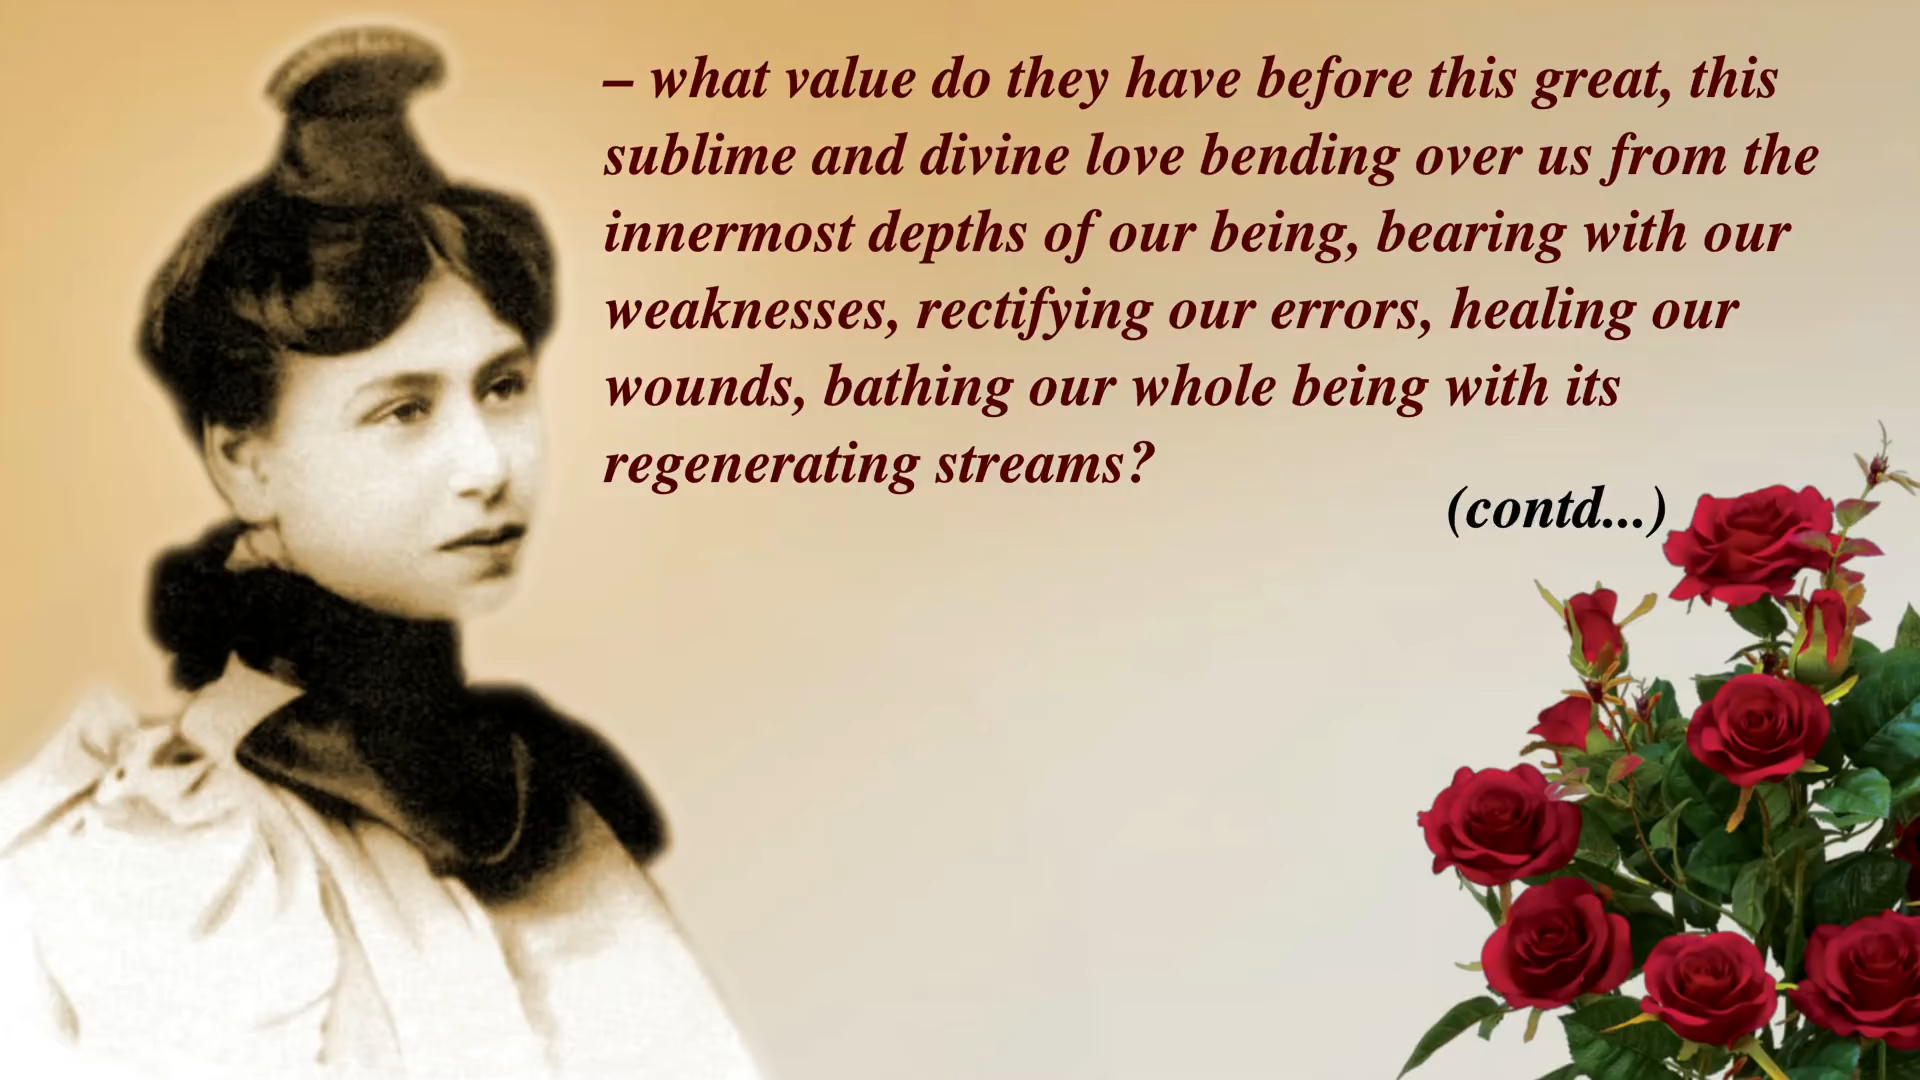 – what value do they have before this great, this
sublime and divine love bending over us from the
innermost depths of our being, bearing with our
weaknesses, rectifying our errors, healing our
wounds, bathing our whole being with its
regenerating streams?
(contd...)